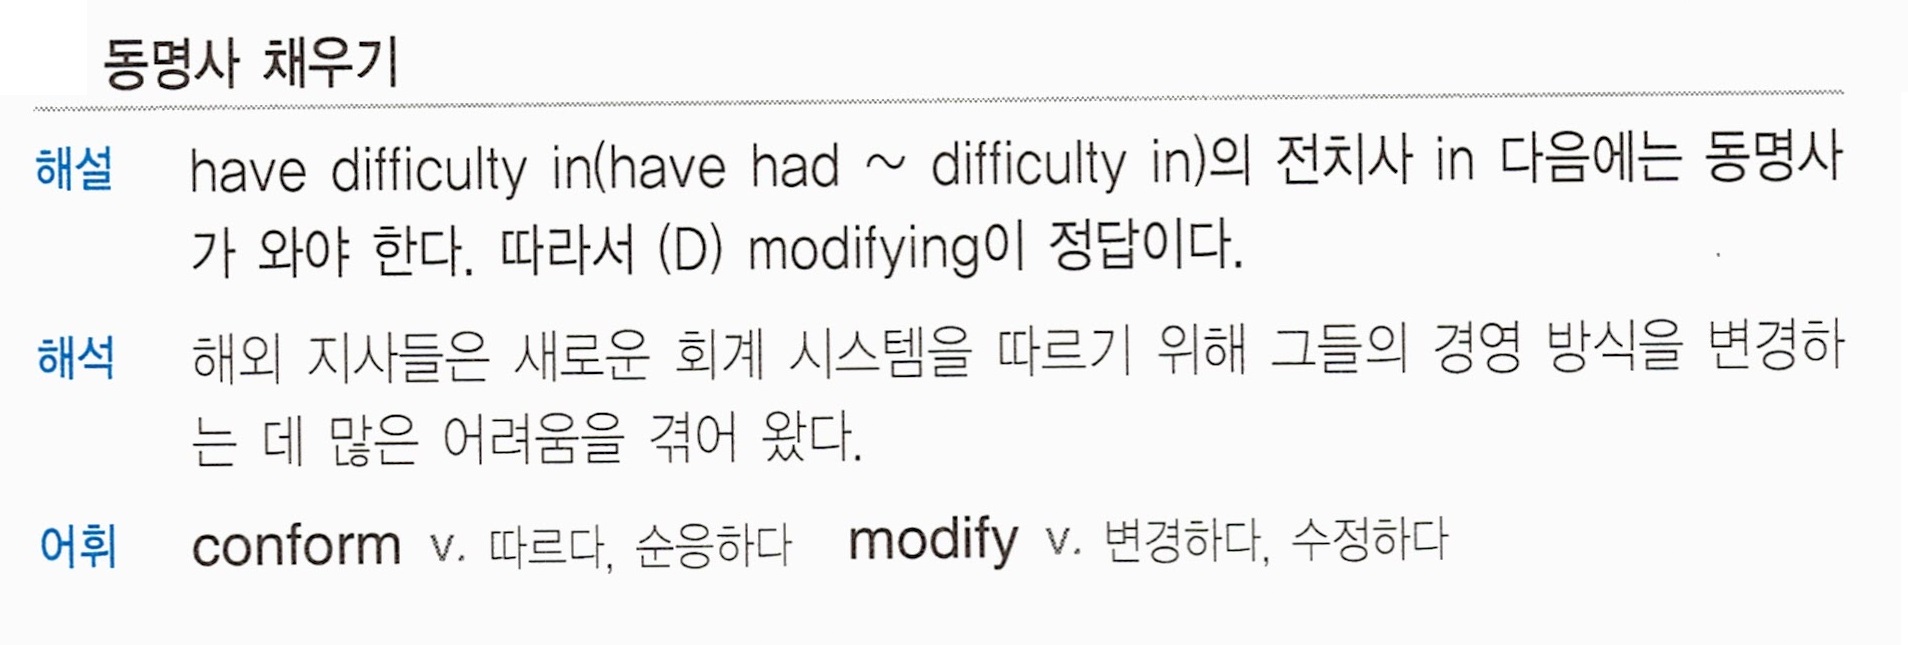 동명사 채우기
해설 have difficulty in(have had ~ difficulty in)의 전치사 in 다음에는 동명사
가 와야 한다. 따라서 (D) modifying이 정답이다.
해석 해외 지사들은 새로운 회계 시스템을 따르기 위해 그들의 경영 방식을 변경하
는 데 많은 어려움을 겪어 왔다.
어휘 conform v. 따르다, 순응하다 modify v. 변경하다, 수정하다